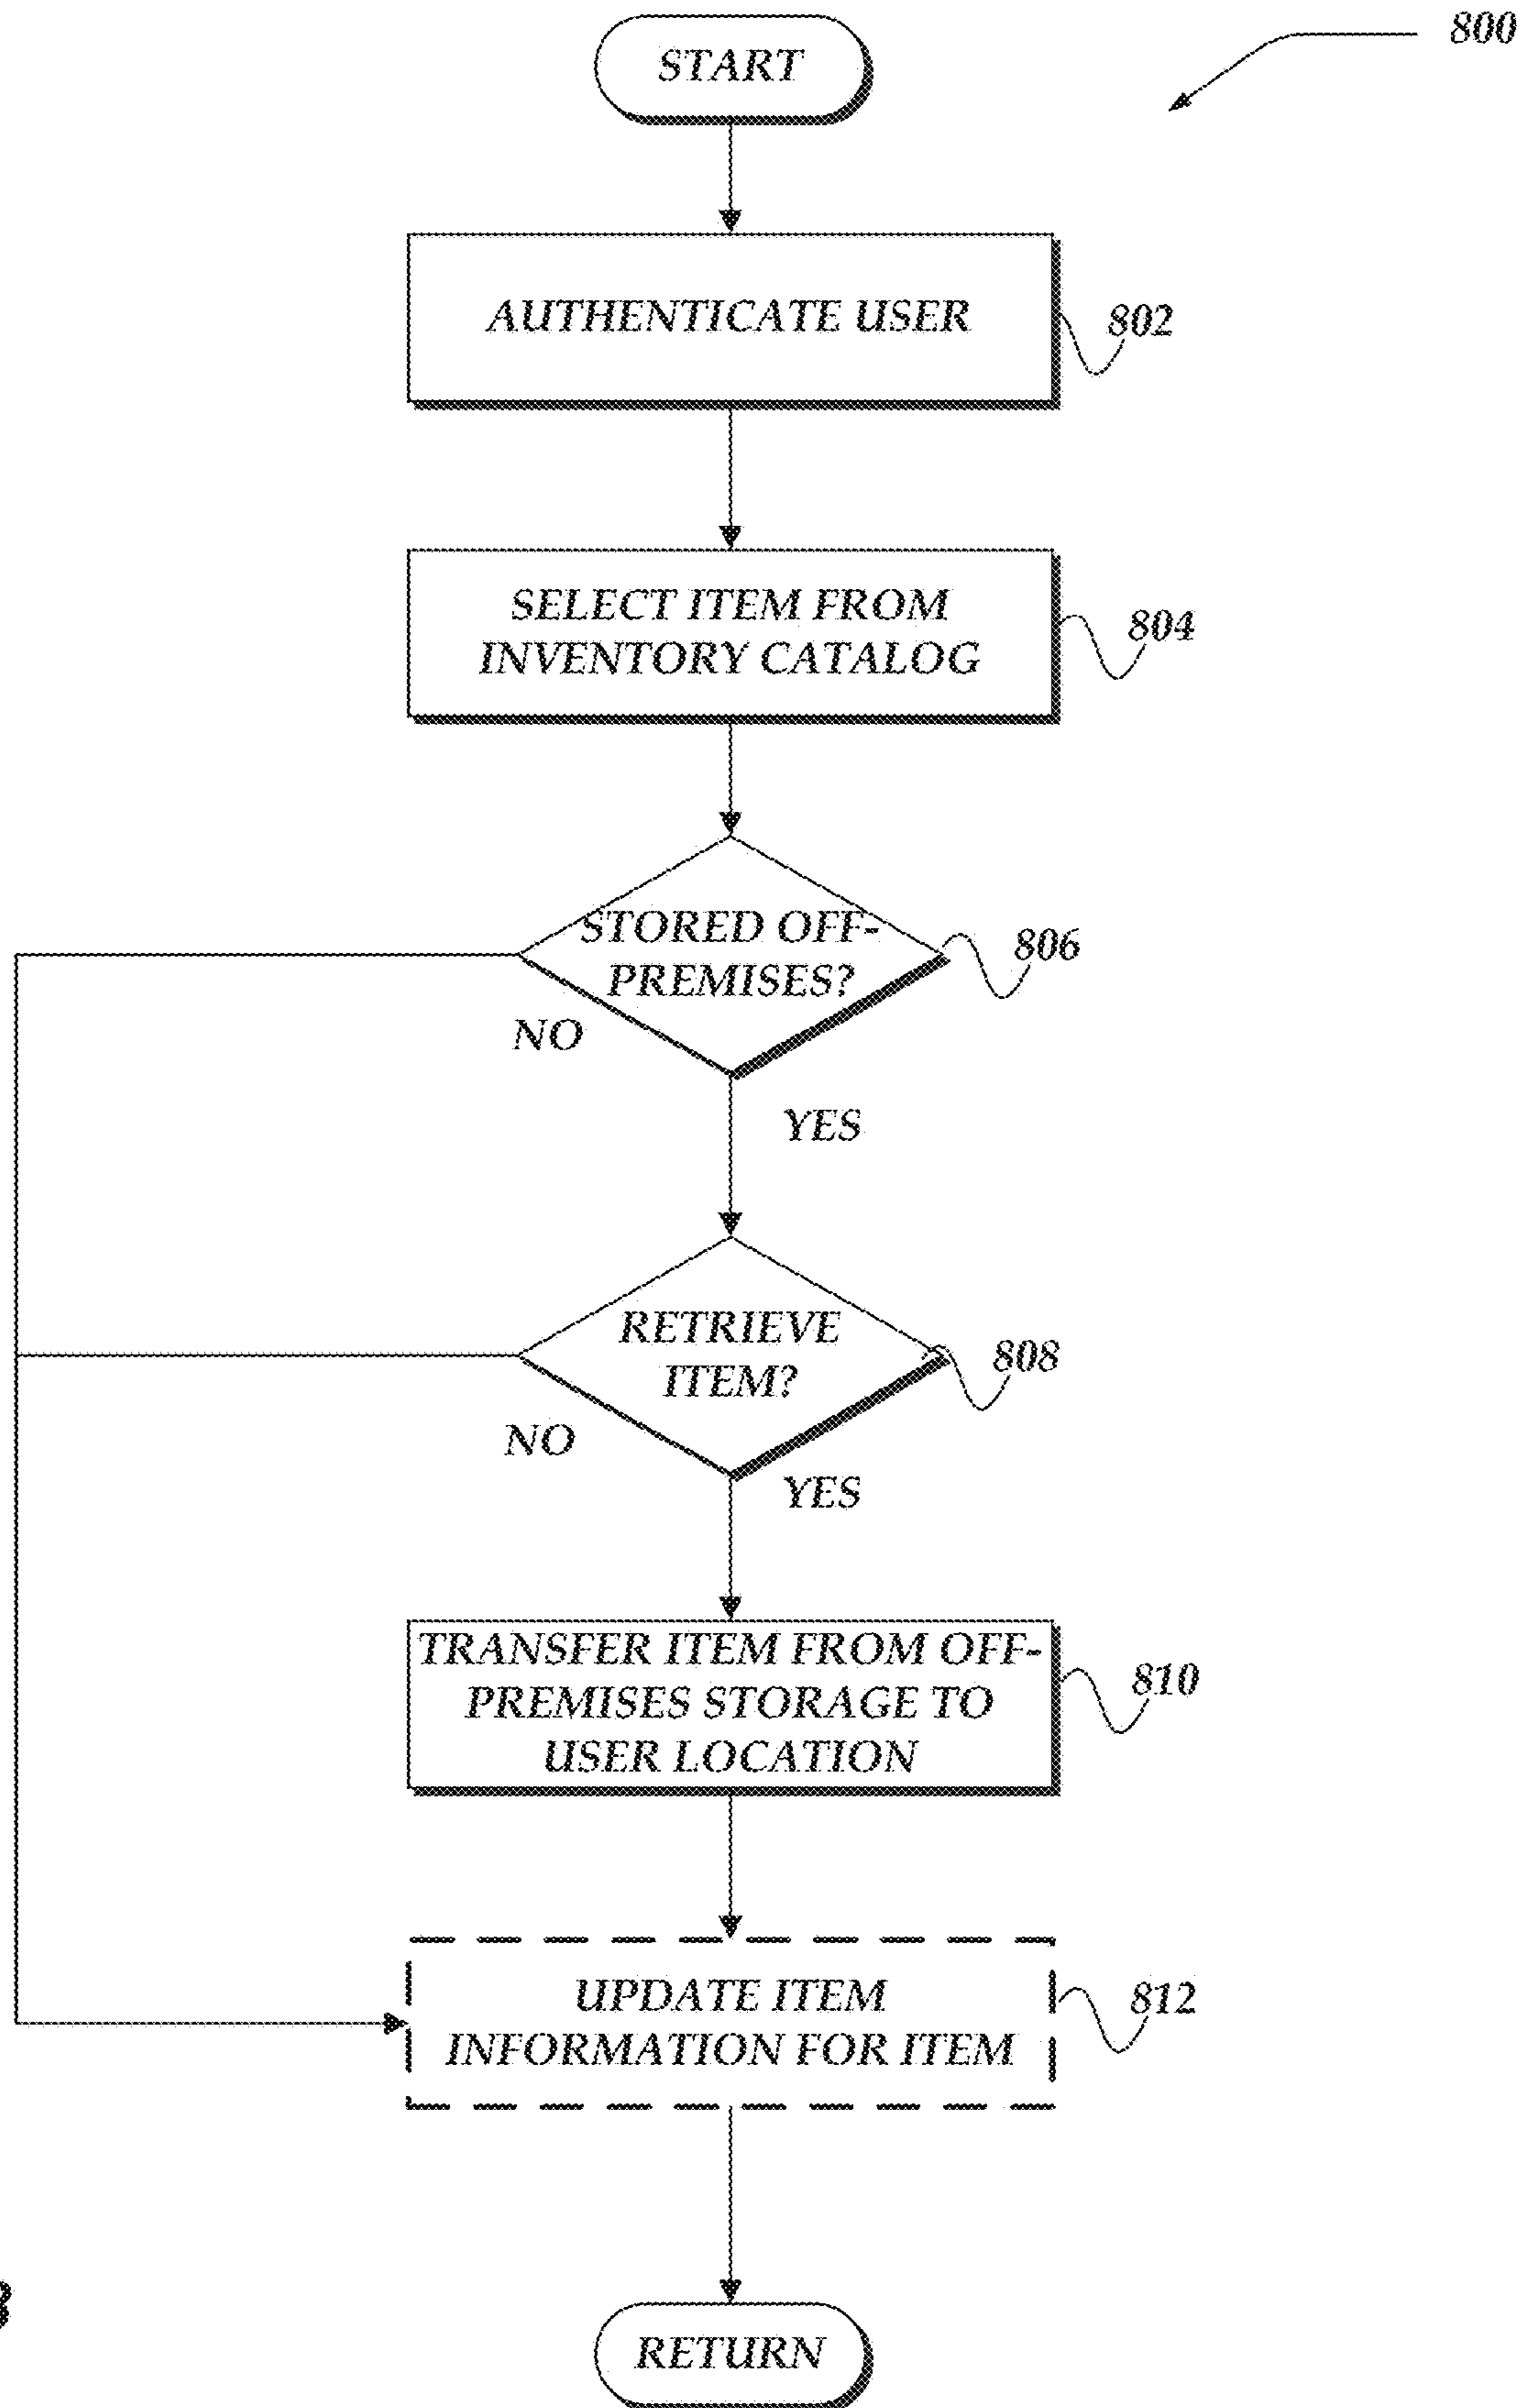 START
800
AUTHENTICATE USER
802
SELECT ITEM FROM
INVENTORY CATALOG
804
STORED OFF-
PREMISES?
806
NO
YES
RETRIEVE
ITEM?
808
NO
YES
TRANSFER ITEM FROM OFF-
PREMISES STORAGE TO
USER LOCATION
810
UPDATE ITEM
INFORMATION FOR ITEM
812
RETURN